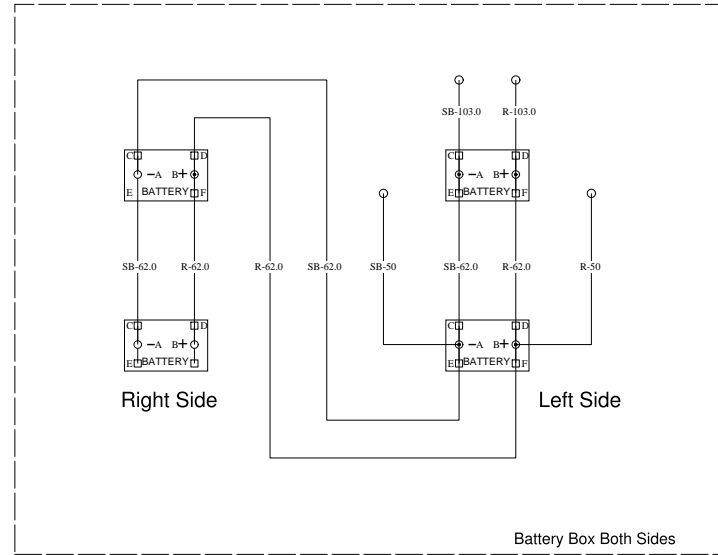 SB-103.0 R-103.0
C D C D
−A B+ −A B+
E BATTERY F E BATTERY F
SB-62.0 R-62.0 R-62.0 SB-62.0 SB-50 SB-62.0 R-62.0 R-50
C D C D
−A B+ −A B+
E BATTERY E BATTERY F
Right Side Left Side
Battery Box Both Sides